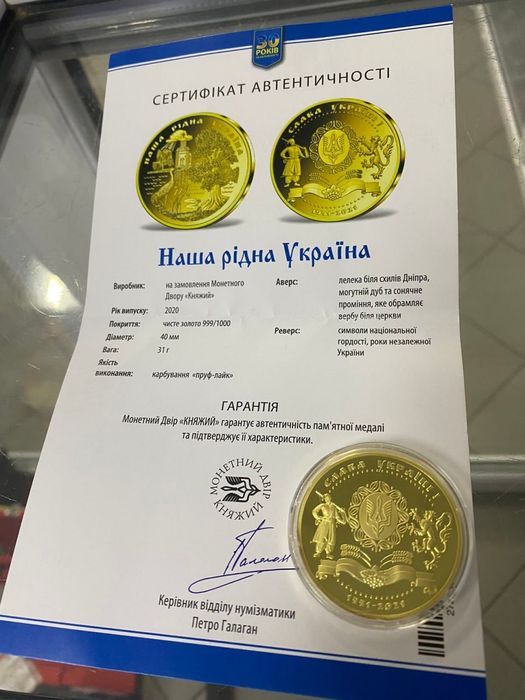 30
РОКІВ
СЕРТИФІКАТ АВТЕНТИЧНОСТІ
НАША РІДНА УКРАЇНА
СЛАВА УКРАЇНІ!
1991-2021
Наша рідна Україна
Виробник: на замовлення Монетного Двору «Княжий»
Рік випуску: 2020
Покриття: чисте золото 999/1000
Діаметр: 40 мм
Вага: 31 г
Якість виконання: карбування «пруф-лайк»
Аверс: лелека біля схилів Дніпра,
могутній дуб та сонячне
проміння, яке обрамляє
вербу біля церкви
Реверс: символи національної
гордості, роки незалежної
України
ГАРАНТІЯ
Монетний Двір «КНЯЖИЙ» гарантує автентичність пам'ятної медалі
та підтверджує її характеристики.
МОНЕТНИЙ ДВІР
КНЯЖИЙ
Галаган
Керівник відділу нумізматики
Петро Галаган
СЛАВА УКРАЇНІ!
1991-2021